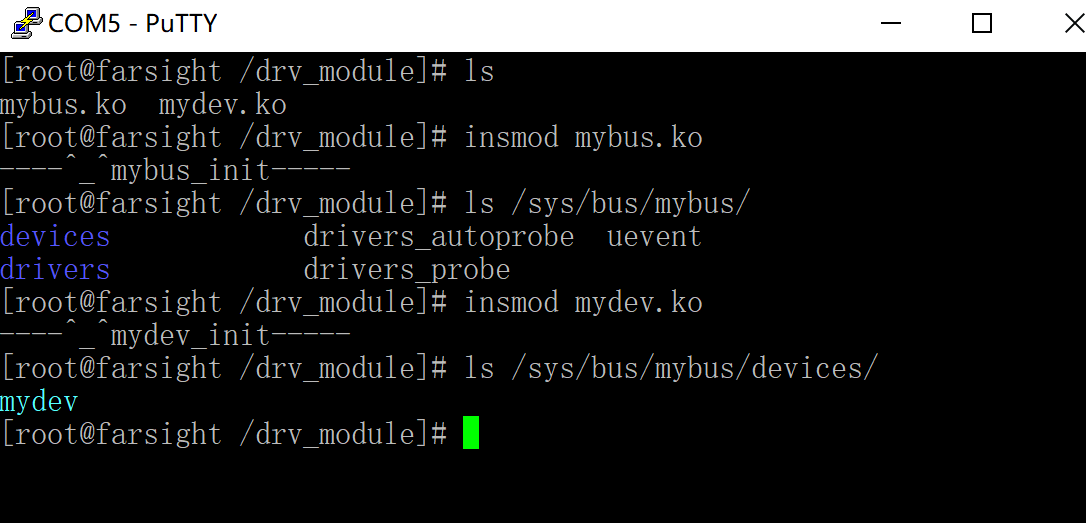 COM5 - PuTTY
[root@farsight /drv_module]# ls
mybus.ko  mydev.ko
[root@farsight /drv_module]# insmod mybus.ko
----^_^mybus_init-----
[root@farsight /drv_module]# ls /sys/bus/mybus/
devices            drivers_autoprobe  uevent
drivers            drivers_probe
[root@farsight /drv_module]# insmod mydev.ko
----^_^mydev_init-----
[root@farsight /drv_module]# ls /sys/bus/mybus/devices/
mydev
[root@farsight /drv_module]#